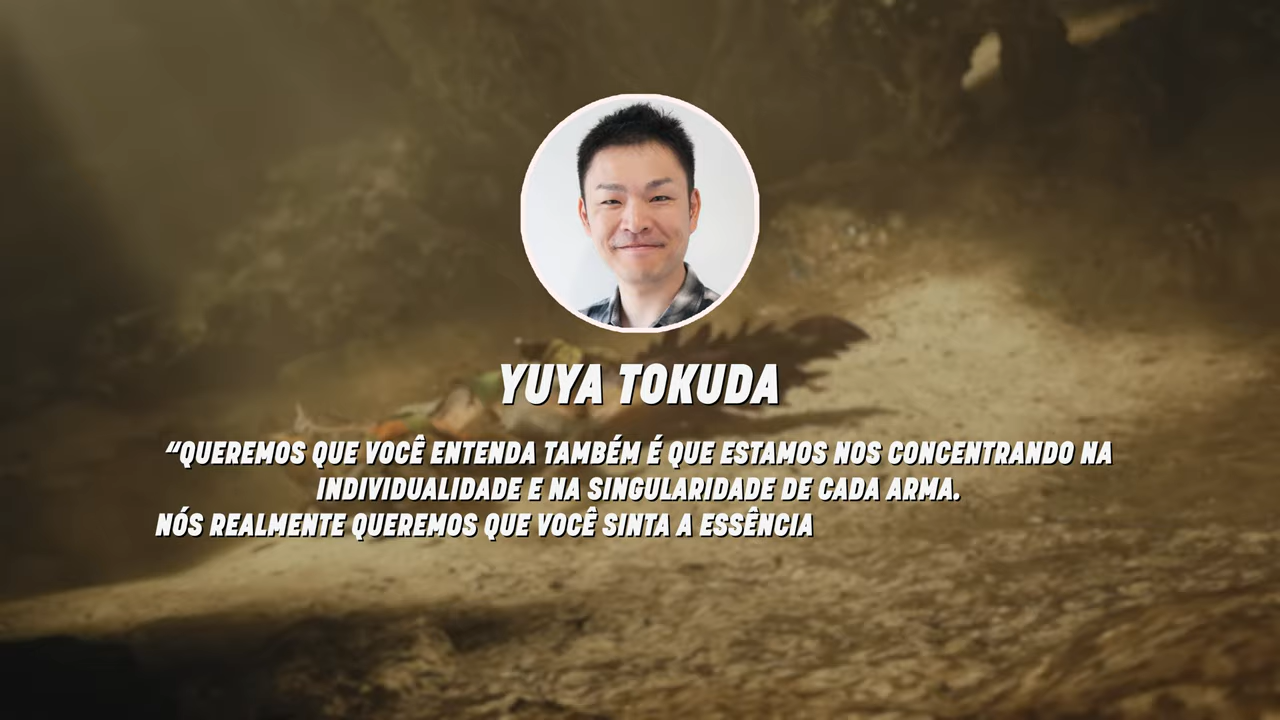 YUYA TOKUDA
“QUEREMOS QUE VOCÊ ENTENDA TAMBÉM É QUE ESTAMOS NOS CONCENTRANDO NA
INDIVIDUALIDADE E NA SINGULARIDADE DE CADA ARMA.
NÓS REALMENTE QUEREMOS QUE VOCÊ SINTA A ESSÊNCIA